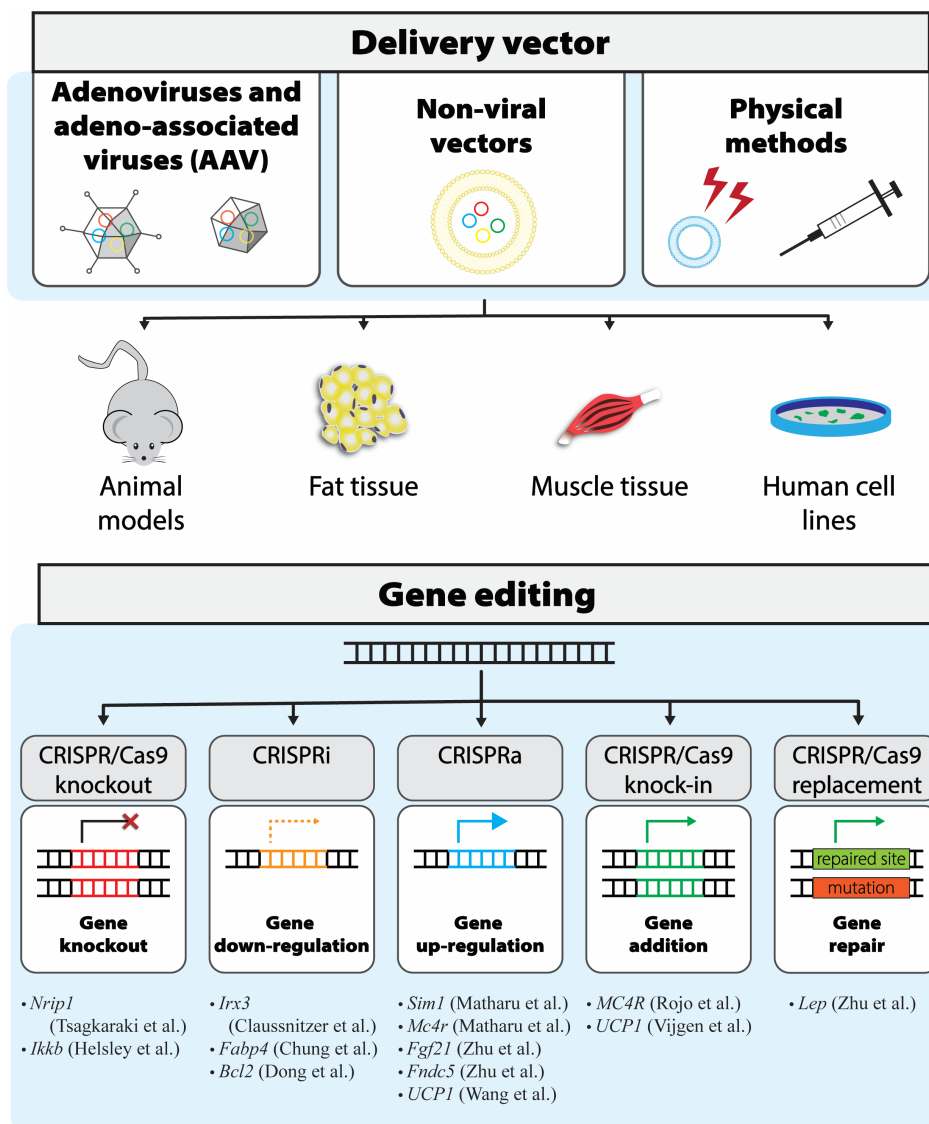 Delivery vector
Adenoviruses and
adeno-associated
viruses (AAV)
Non-viral
vectors
Physical
methods
Animal
models
Fat tissue
Muscle tissue
Human cell
lines
Gene editing
CRISPR/Cas9
knockout
CRISPRi
CRISPRa
CRISPR/Cas9
knock-in
CRISPR/Cas9
replacement
repaired site
mutation
Gene
knockout
Gene
down-regulation
Gene
up-regulation
Gene
addition
Gene
repair
• Nrip1
(Tsagkaraki et al.)
• Ikkb (Helsley et al.)
• Irx3
(Claussnitzer et al.)
• Fabp4 (Chung et al.)
• Bcl2 (Dong et al.)
• Sim1 (Matharu et al.)
• Mc4r (Matharu et al.)
• Fgf21 (Zhu et al.)
• Fndc5 (Zhu et al.)
• UCP1 (Wang et al.)
• MC4R (Rojo et al.)
• UCP1 (Vijgen et al.)
• Lep (Zhu et al.)